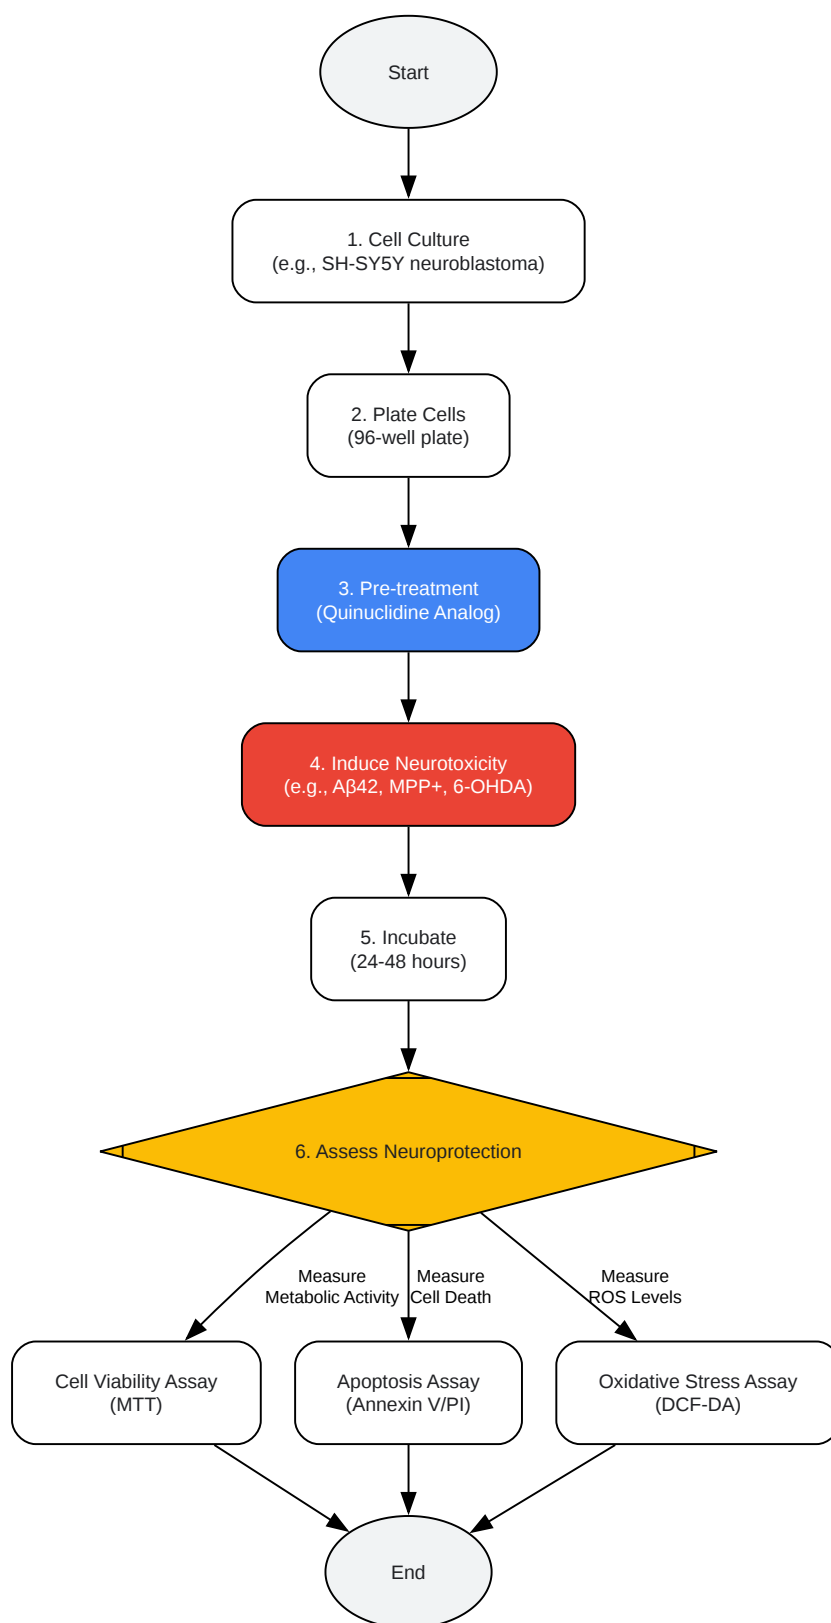 Start
1. Cell Culture
(e.g., SH-SY5Y neuroblastoma)
2. Plate Cells
(96-well plate)
3. Pre-treatment
(Quinuclidine Analog)
4. Induce Neurotoxicity
(e.g., Aβ42, MPP+, 6-OHDA)
5. Incubate
(24-48 hours)
6. Assess Neuroprotection
Measure
Metabolic Activity
Measure
Cell Death
Measure
ROS Levels
Cell Viability Assay
(MTT)
Apoptosis Assay
(Annexin V/PI)
Oxidative Stress Assay
(DCF-DA)
End